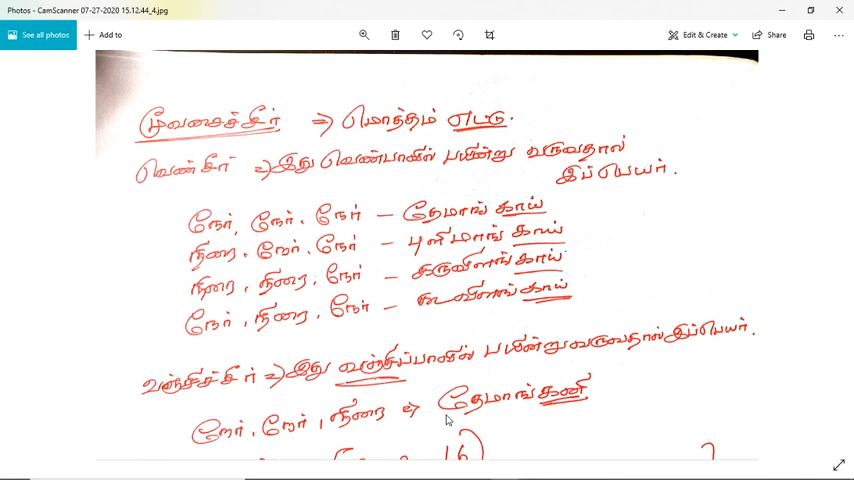 Photos - CamScanner 07-27-2020 15.12.44_4.jpg
See all photos
Add to
Edit & Create
Share
மூவசைச்சீர் => மொத்தம் எட்டு.
வெண்சீர் => இது வெண்பாவில் பயின்று வருவதால்
இப்பெயர்.
நேர், நேர், நேர் - தேமாங்காய்
நிரை, நேர், நேர் - புளிமாங்காய்
நிரை, நிரை, நேர் - கருவிளங்காய்
நேர், நிரை, நேர் - கூவிளங்காய்
வஞ்சிச்சீர் => இது வஞ்சிப்பாவில் பயின்று வருவதால் இப்பெயர்.
நேர், நேர், நிரை => தேமாங்கனி